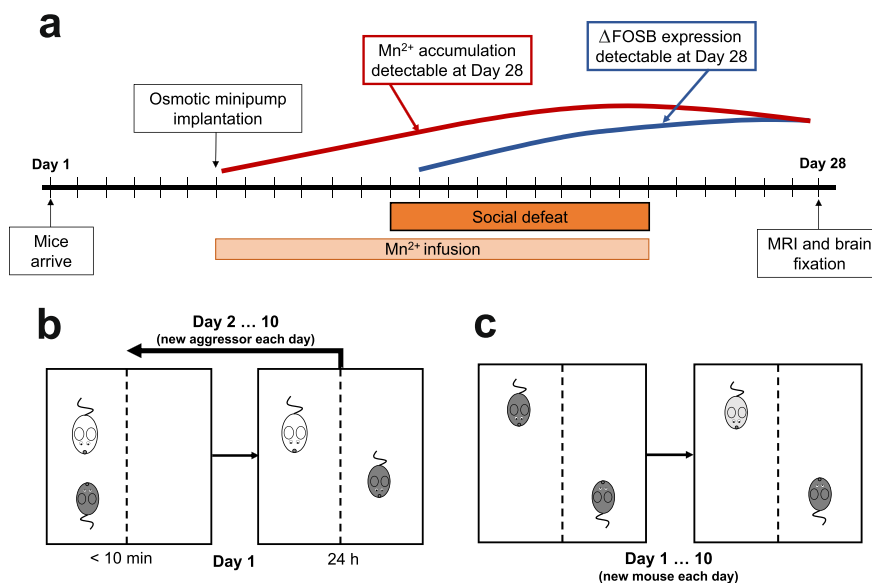 a
Mn²⁺ accumulation
detectable at Day 28
ΔFOSB expression
detectable at Day 28
Osmotic minipump
implantation
Day 1
Day 28
Social defeat
Mn²⁺ infusion
Mice
arrive
MRI and brain
fixation
b
Day 2 … 10
(new aggressor each day)
< 10 min
Day 1
24 h
c
Day 1 … 10
(new mouse each day)